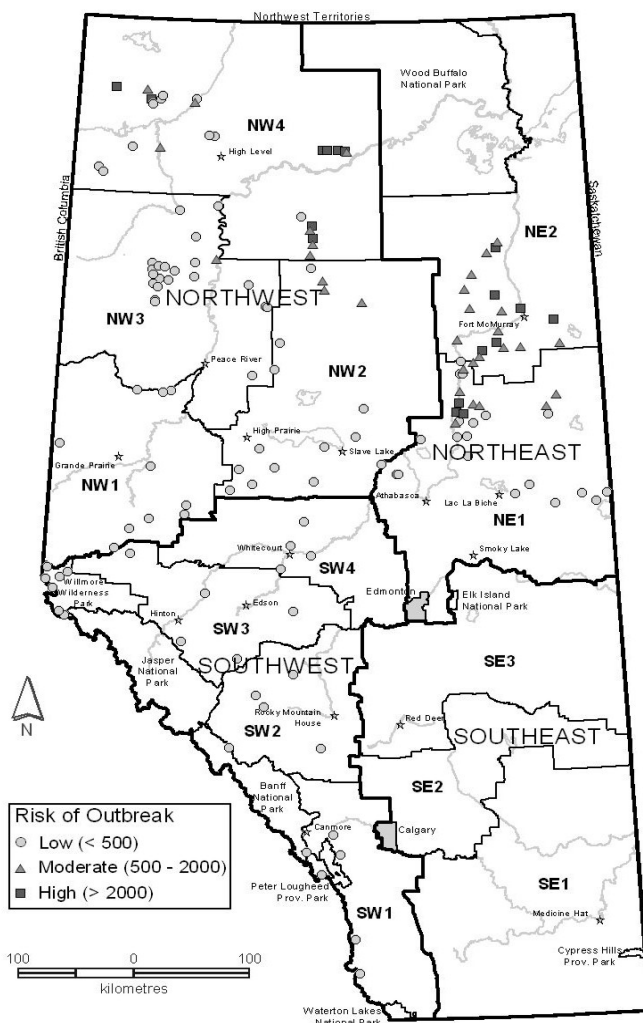 Northwest Territories
Wood Buffalo
National Park
NW4
High Level
British Columbia
Saskatchewan
NE2
NORTHWEST
NW3
Fort McMurray
Peace River
NW2
High Prairie
Slave Lake
NORTHEAST
Grande Prairie
NW1
Athabasca
Lac La Biche
NE1
Whitecourt
SW4
Smoky Lake
Willmore
Wilderness
Park
Edmonton
Elk Island
National Park
Hinton
Edson
SW3
Jasper
National
Park
SOUTHWEST
SE3
N
Rocky Mountain
House
SW2
Red Deer
SOUTHEAST
Banff
National
Park
SE2
Risk of Outbreak
Low (< 500)
Moderate (500 - 2000)
High (> 2000)
Canmore
Calgary
Peter Lougheed
Prov. Park
SE1
SW1
Medicine Hat
100 0 100
kilometres
Cypress Hills
Prov. Park
Waterton Lakes
National Park